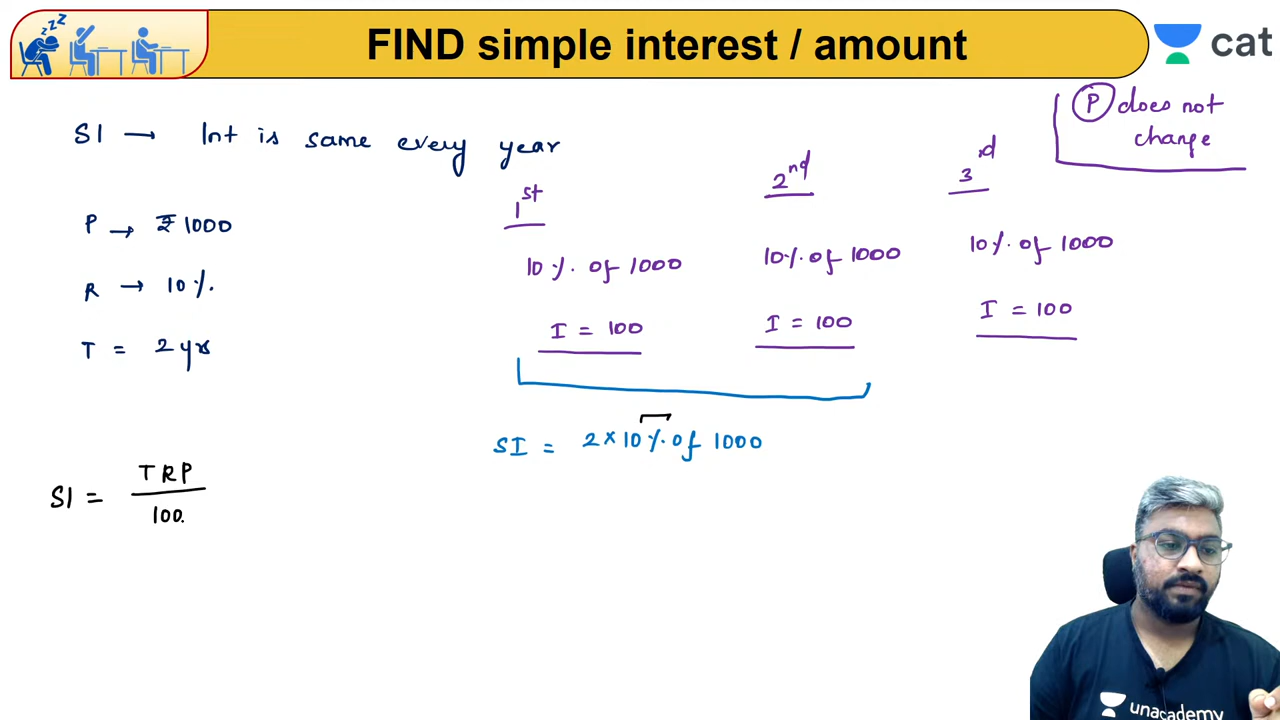 FIND simple interest / amount
cat
P does not
change
SI → Int is same every year
1st 2nd 3rd
P → ₹ 1000
R → 10%
T = 2 yrs
10% of 1000 10% of 1000 10% of 1000
I = 100 I = 100 I = 100
SI = 2 × 10% of 1000
SI = TRP
100.
unacademy
zzz